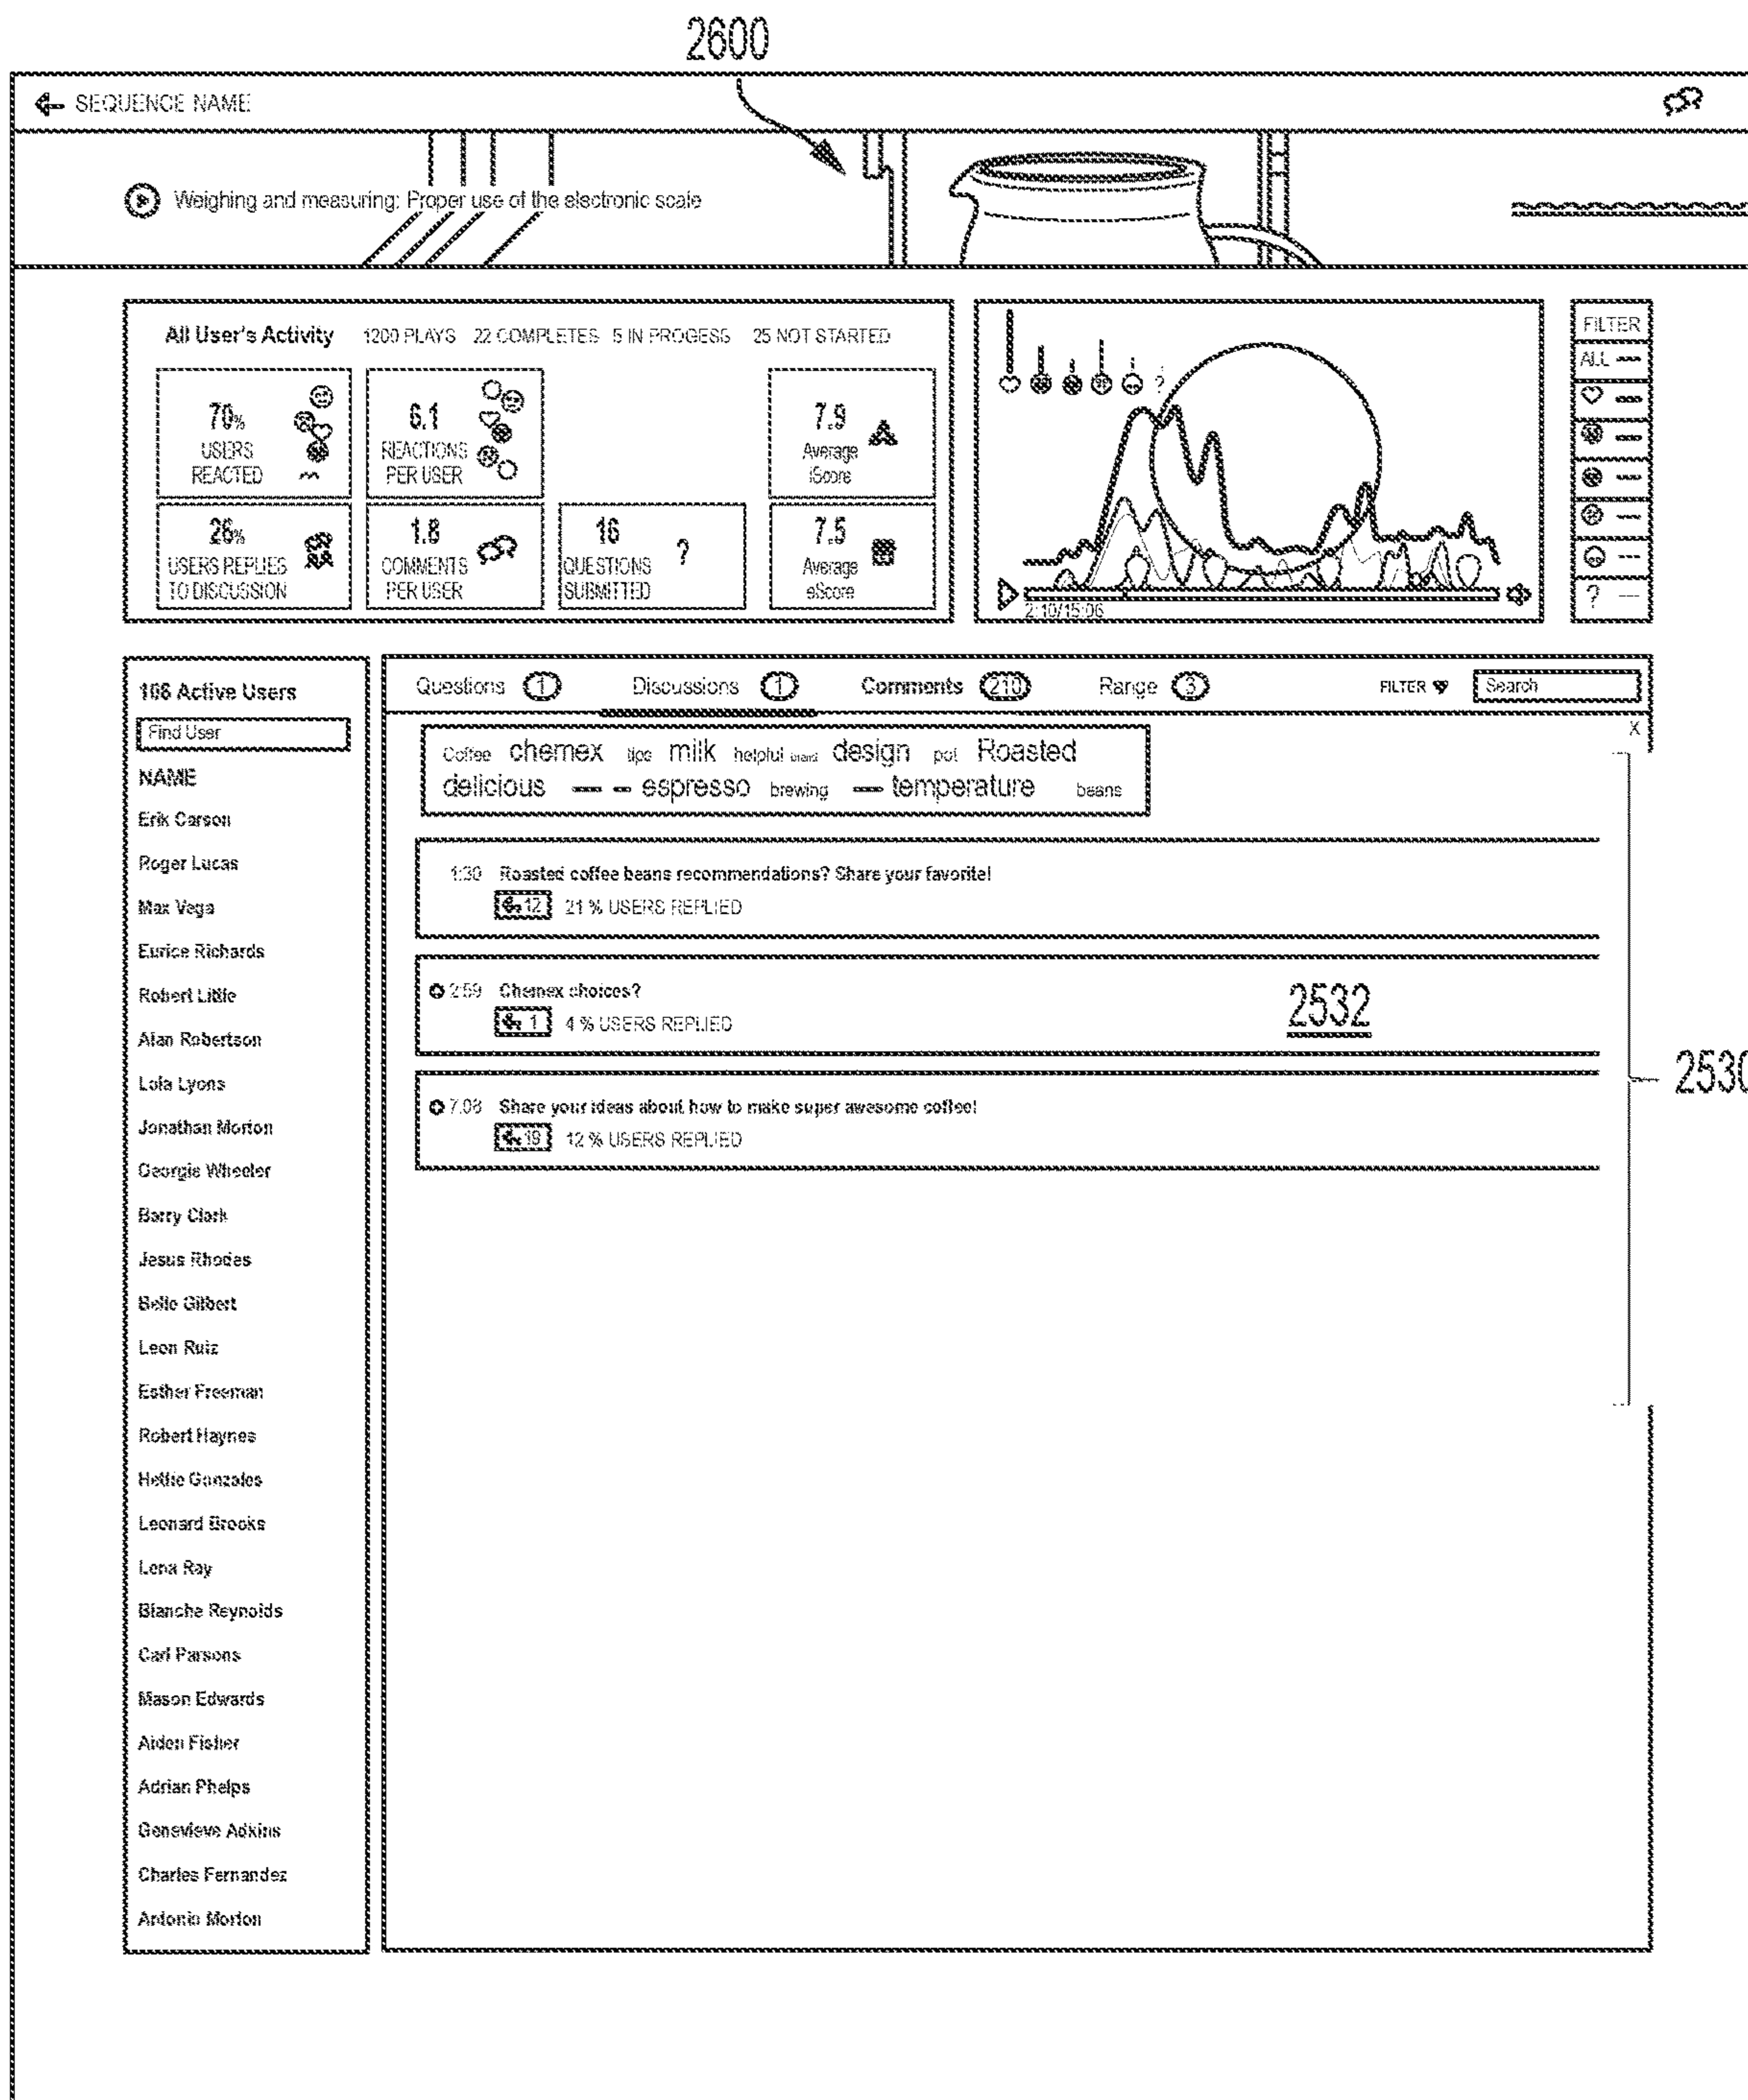 2600
SEQUENCE NAME
Weighing and measuring: Proper use of the electronic scale
All User's Activity 1200 PLAYS 22 COMPLETES 5 IN PROGESS 25 NOT STARTED
70%
USERS
REACTED
6.1
REACTIONS
PER USER
7.9
Average
iScore
26%
USERS REPLIES
TO DISCUSSION
1.8
COMMENTS
PER USER
16
QUESTIONS
SUBMITTED
?
7.5
Average
eScore
?
2:10/15:06
FILTER
ALL
?
106 Active Users
Find User
NAME
Erik Carson
Roger Lucas
Max Vega
Eurice Richards
Robert Little
Alan Robertson
Lola Lyons
Jonathan Morton
Georgie Wheeler
Barry Clark
Jesus Rhodes
Belle Gilbert
Leon Ruiz
Esther Freeman
Robert Haynes
Hettie Gonzales
Leonard Brooks
Lena Ray
Blanche Reynolds
Carl Parsons
Mason Edwards
Aiden Fisher
Adrian Phelps
Genevieve Adkins
Charles Fernandez
Antonio Morton
Questions 1 Discussions 1 Comments 210 Range 3 FILTER Search
X
Coffee chemex tips milk helpful design pot Roasted
delicious espresso brewing temperature beans
1:30 Roasted coffee beans recommendations? Share your favorite!
12 21 % USERS REPLIED
2:59 Chemex choices?
1 4 % USERS REPLIED
2532
7:08 Share your ideas about how to make super awesome coffee!
19 12 % USERS REPLIED
2530